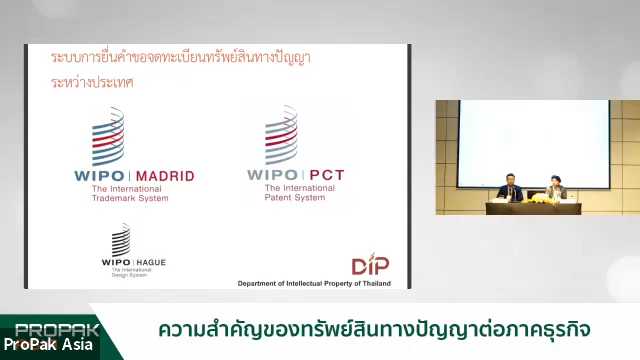 ระบบการยื่นคำขอจดทะเบียนทรัพย์สินทางปัญญา
ระหว่างประเทศ
WIPO | MADRID
The International
Trademark System
WIPO | PCT
The International
Patent System
WIPO | HAGUE
The International
Design System
DIP
Department of Intellectual Property of Thailand
PROPAK
ProPak Asia
ความสำคัญของทรัพย์สินทางปัญญาต่อภาคธุรกิจ